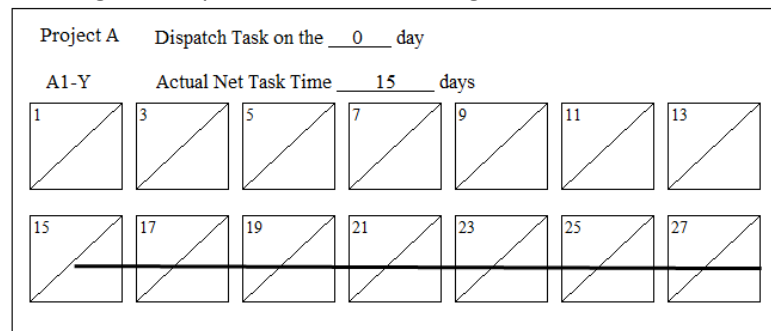 Project A Dispatch Task on the 0 day
A1-Y Actual Net Task Time 15 days
1 3 5 7 9 11 13
15 17 19 21 23 25 27